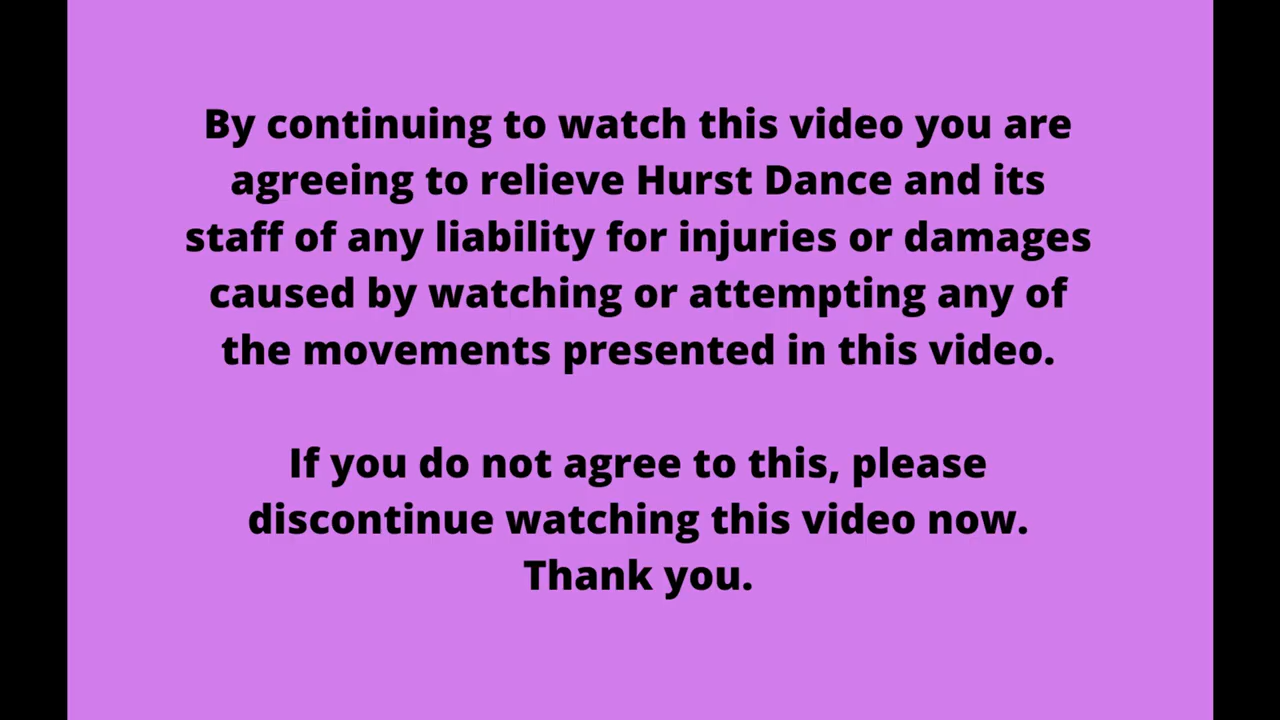 By continuing to watch this video you are
agreeing to relieve Hurst Dance and its
staff of any liability for injuries or damages
caused by watching or attempting any of
the movements presented in this video.
If you do not agree to this, please
discontinue watching this video now.
Thank you.